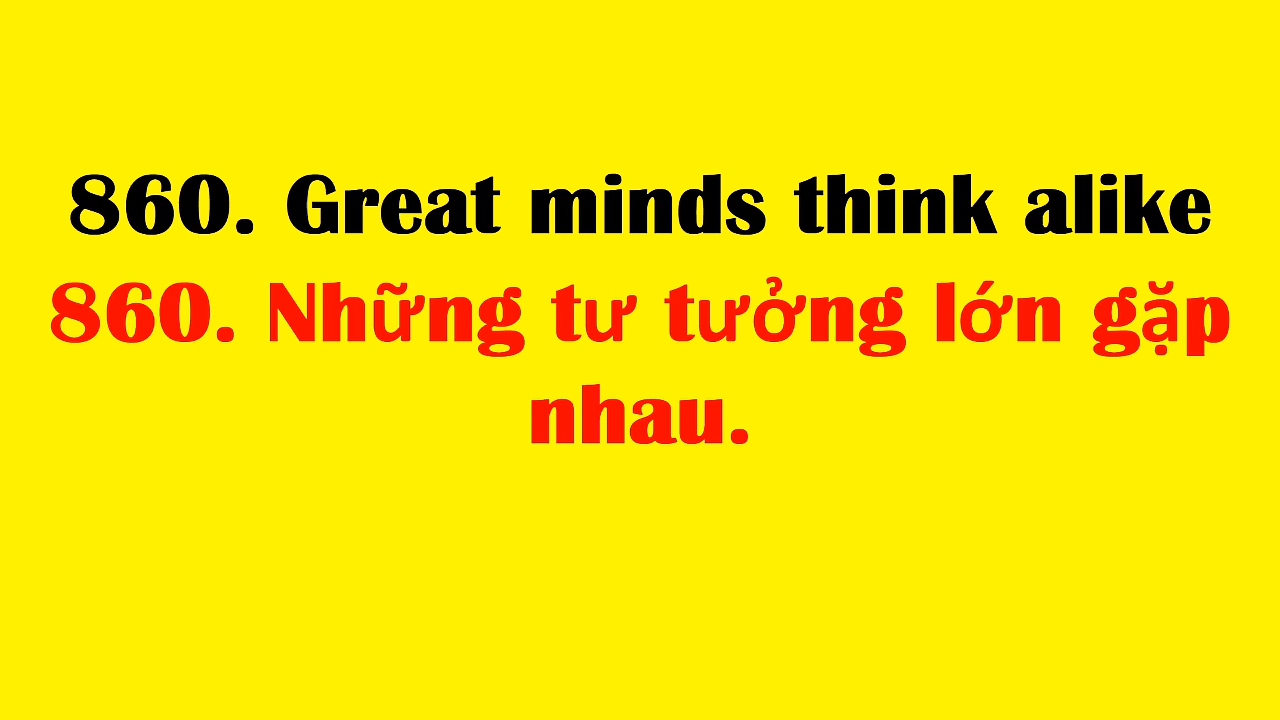 860. Great minds think alike
860. Những tư tưởng lớn gặp
nhau.